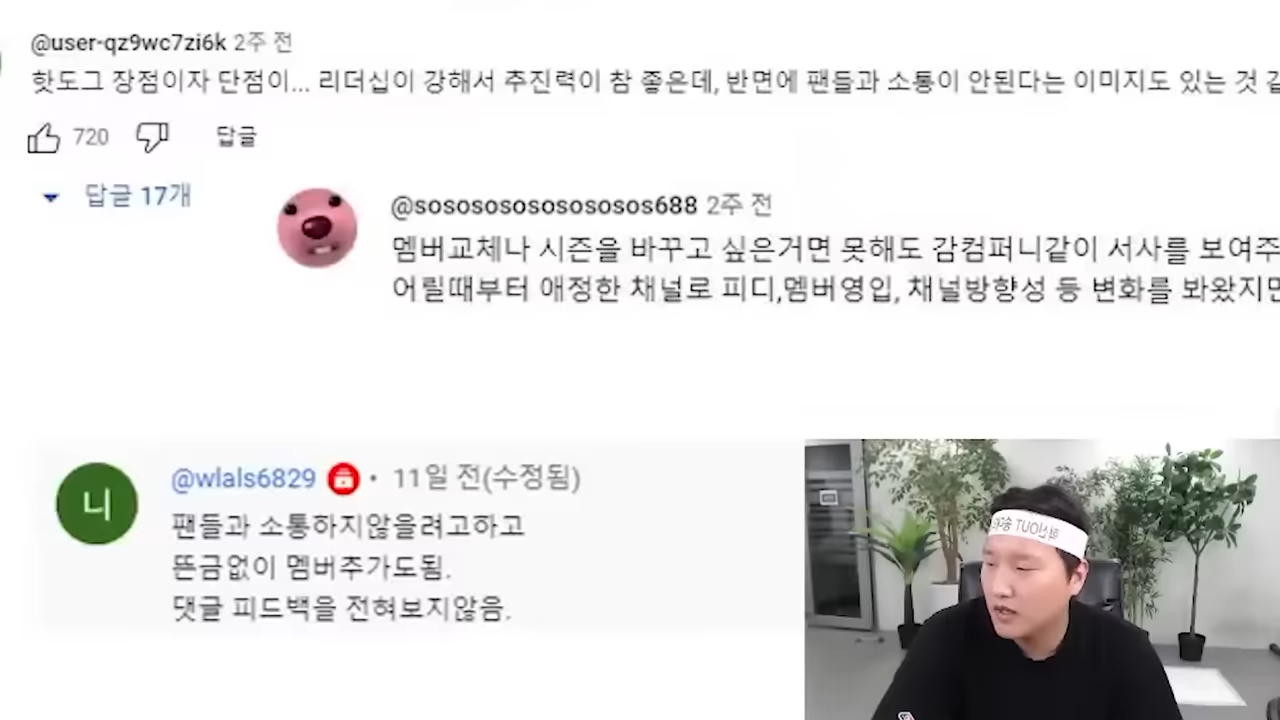 @user-qz9wc7zi6k 2주 전
핫도그 장점이자 단점이... 리더십이 강해서 추진력이 참 좋은데, 반면에 팬들과 소통이 안된다는 이미지도 있는 것 같
720 답글
답글 17개
@sosososososososos688 2주 전
멤버교체나 시즌을 바꾸고 싶은거면 못해도 감컴퍼니같이 서사를 보여주
어릴때부터 애정한 채널로 피디,멤버영입, 채널방향성 등 변화를 봐왔지만
니
@wlals6829 · 11일 전(수정됨)
팬들과 소통하지않을려고하고
뜬금없이 멤버추가도됨.
댓글 피드백을 전혀보지않음.